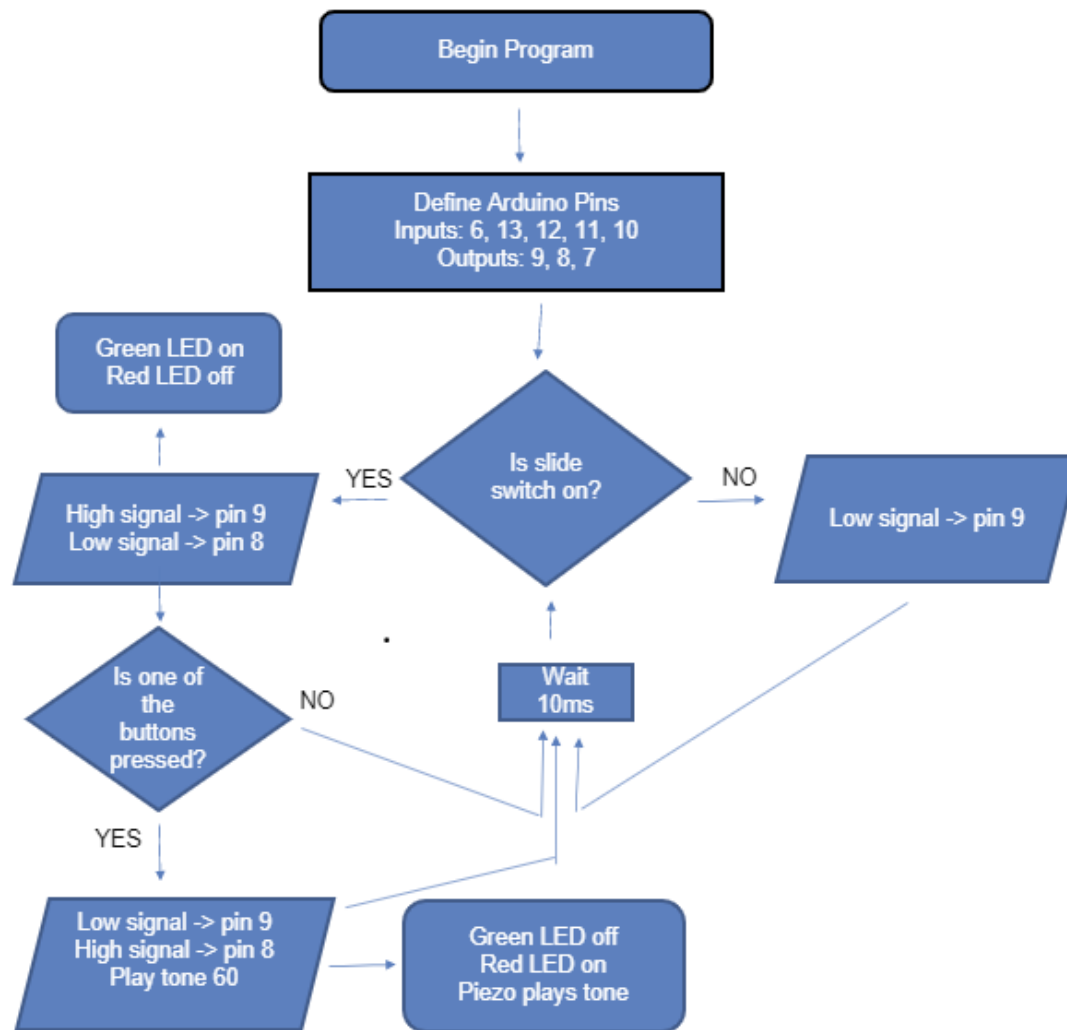 Begin Program
Define Arduino Pins
Inputs: 6, 13, 12, 11, 10
Outputs: 9, 8, 7
Green LED on
Red LED off
Is slide
switch on?
YES
NO
High signal -> pin 9
Low signal -> pin 8
Low signal -> pin 9
Is one of
the
buttons
pressed?
NO
Wait
10ms
YES
Low signal -> pin 9
High signal -> pin 8
Play tone 60
Green LED off
Red LED on
Piezo plays tone